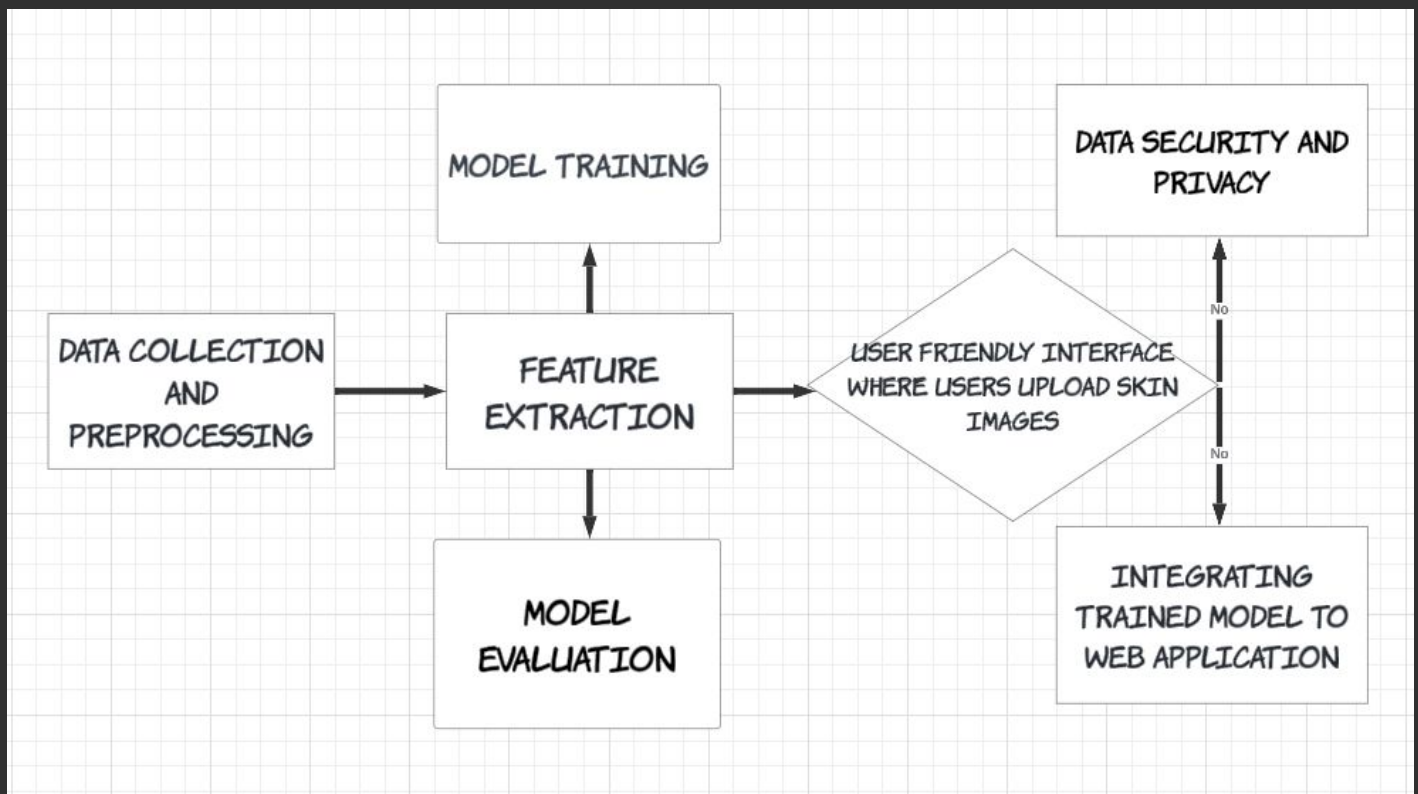 MODEL TRAINING
DATA SECURITY AND
PRIVACY
No
DATA COLLECTION
AND
PREPROCESSING
FEATURE
EXTRACTION
USER FRIENDLY INTERFACE
WHERE USERS UPLOAD SKIN
IMAGES
No
MODEL
EVALUATION
INTEGRATING
TRAINED MODEL TO
WEB APPLICATION